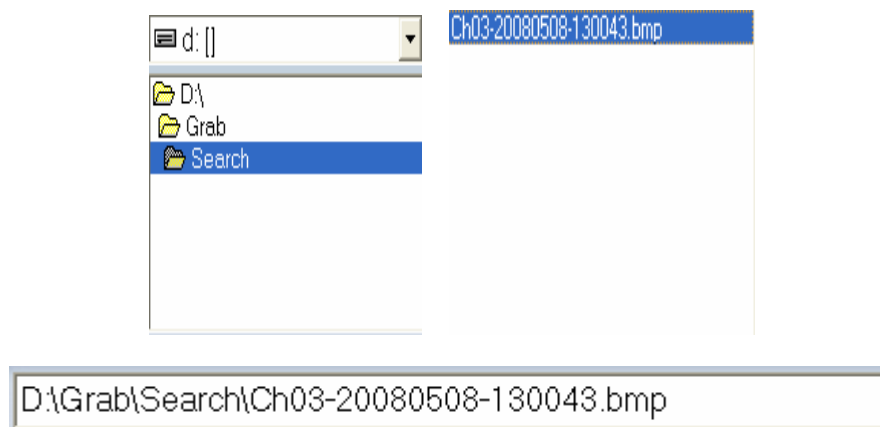 d: []
D:\
Grab
Search
Ch03-20080508-130043.bmp
D:\Grab\Search\Ch03-20080508-130043.bmp